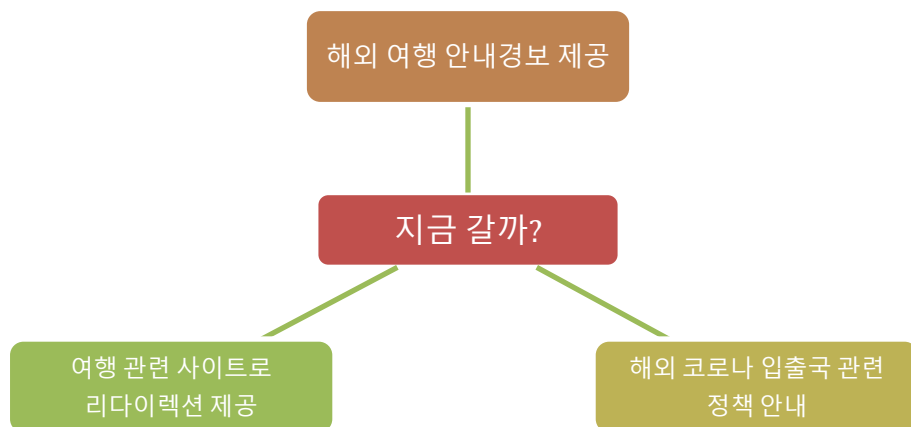 해외 여행 안내경보 제공
지금 갈까?
여행 관련 사이트로
리다이렉션 제공
해외 코로나 입출국 관련
정책 안내